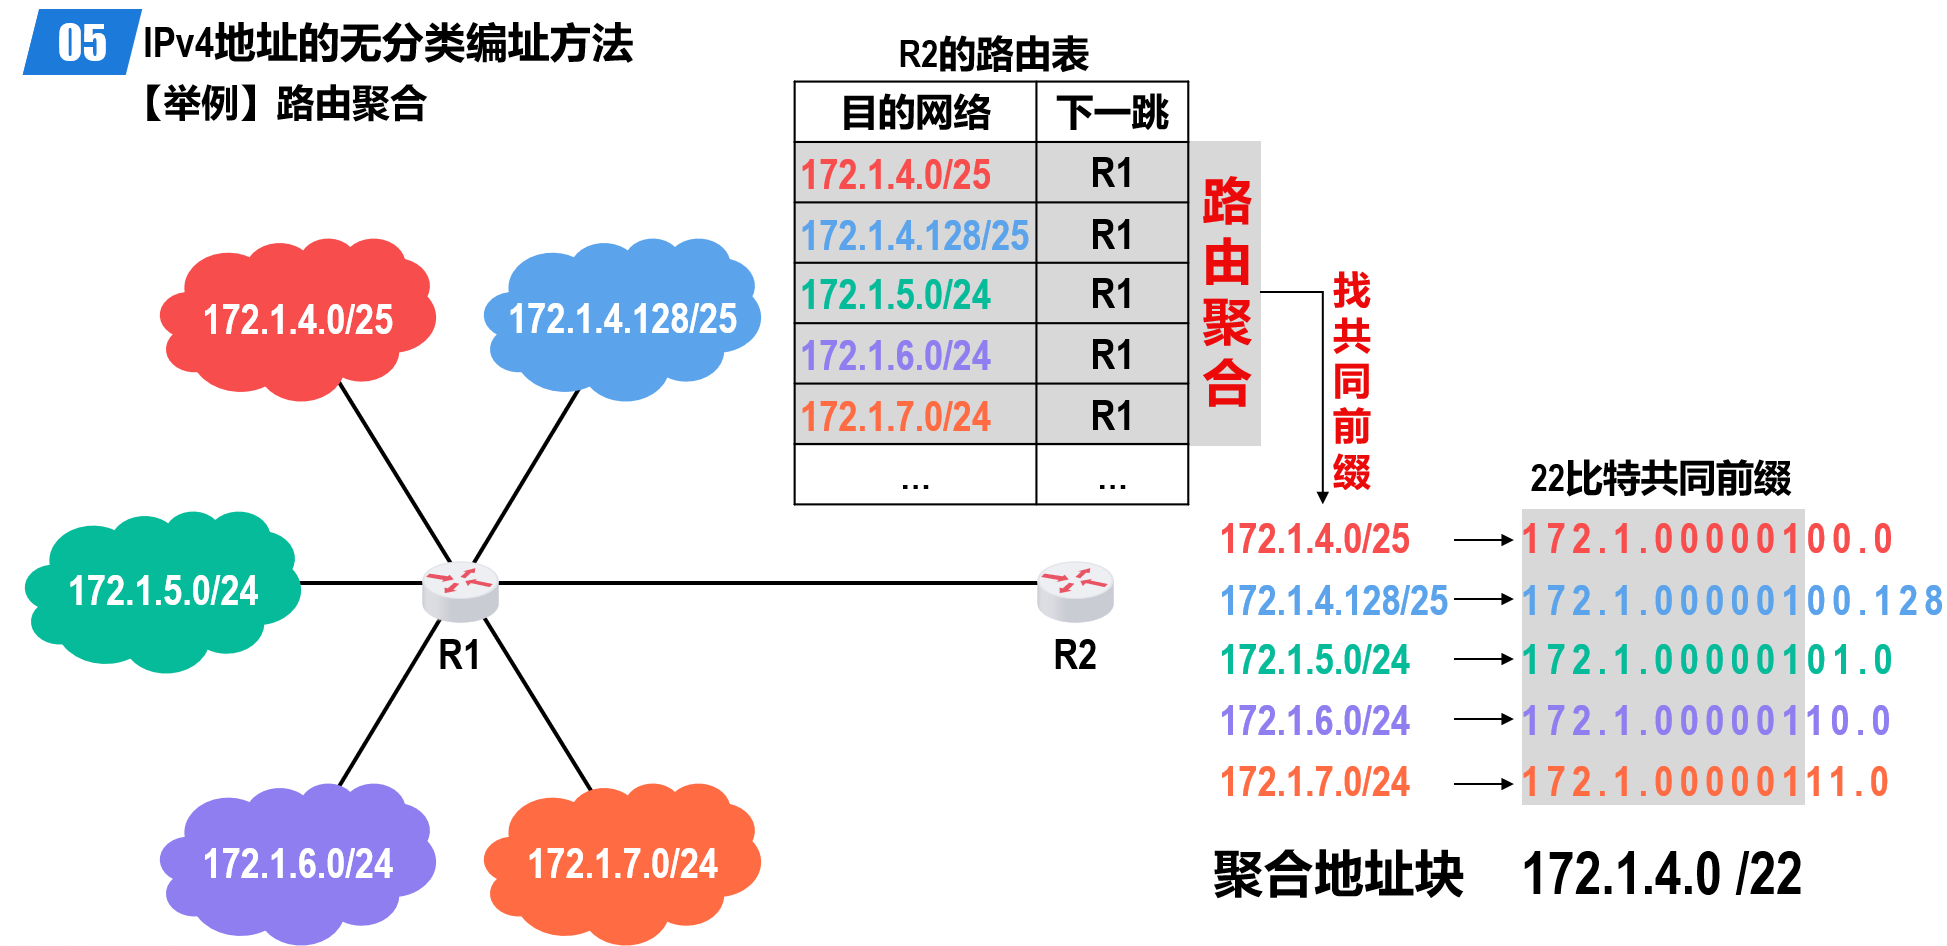 05
IPv4地址的无分类编址方法
【举例】路由聚合
R2的路由表
目的网络 下一跳
172.1.4.0/25 R1
172.1.4.128/25 R1
172.1.5.0/24 R1
172.1.6.0/24 R1
172.1.7.0/24 R1
... ...
路由聚合
找共同前缀
172.1.4.0/25
172.1.4.128/25
172.1.5.0/24
172.1.6.0/24
172.1.7.0/24
R1
R2
22比特共同前缀
172.1.4.0/25 172.1.00000100.0
172.1.4.128/25 172.1.00000100.128
172.1.5.0/24 172.1.00000101.0
172.1.6.0/24 172.1.00000110.0
172.1.7.0/24 172.1.00000111.0
聚合地址块 172.1.4.0 /22